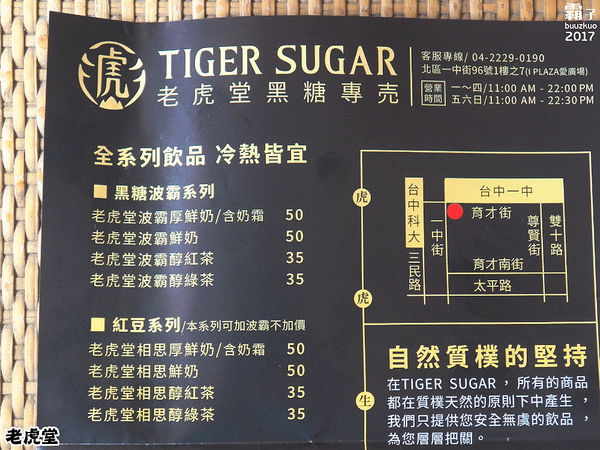 霸子
buuzkuo
2017
虎
TIGER SUGAR
老虎堂黑糖專売
客服專線/ 04-2229-0190
北區一中街96號1樓之7(I PLAZA愛廣場)
營業時間
一～四/11:00 AM - 22:00 PM
五六日/11:00 AM - 22:30 PM
全系列飲品 冷熱皆宜
黑糖波霸系列
老虎堂波霸厚鮮奶/含奶霜 50
老虎堂波霸鮮奶 50
老虎堂波霸醇紅茶 35
老虎堂波霸醇綠茶 35
紅豆系列/本系列可加波霸不加價
老虎堂相思厚鮮奶/含奶霜 50
老虎堂相思鮮奶 50
老虎堂相思醇紅茶 35
老虎堂相思醇綠茶 35
虎
虎
生
台中科大
三民路
一中街
台中一中
育才街
尊賢街
雙十路
育才南街
太平路
自然質樸的堅持
在TIGER SUGAR，所有的商品
都在質樸天然的原則下中產生，
我們只提供您安全無虞的飲品，
為您層層把關。
老虎堂